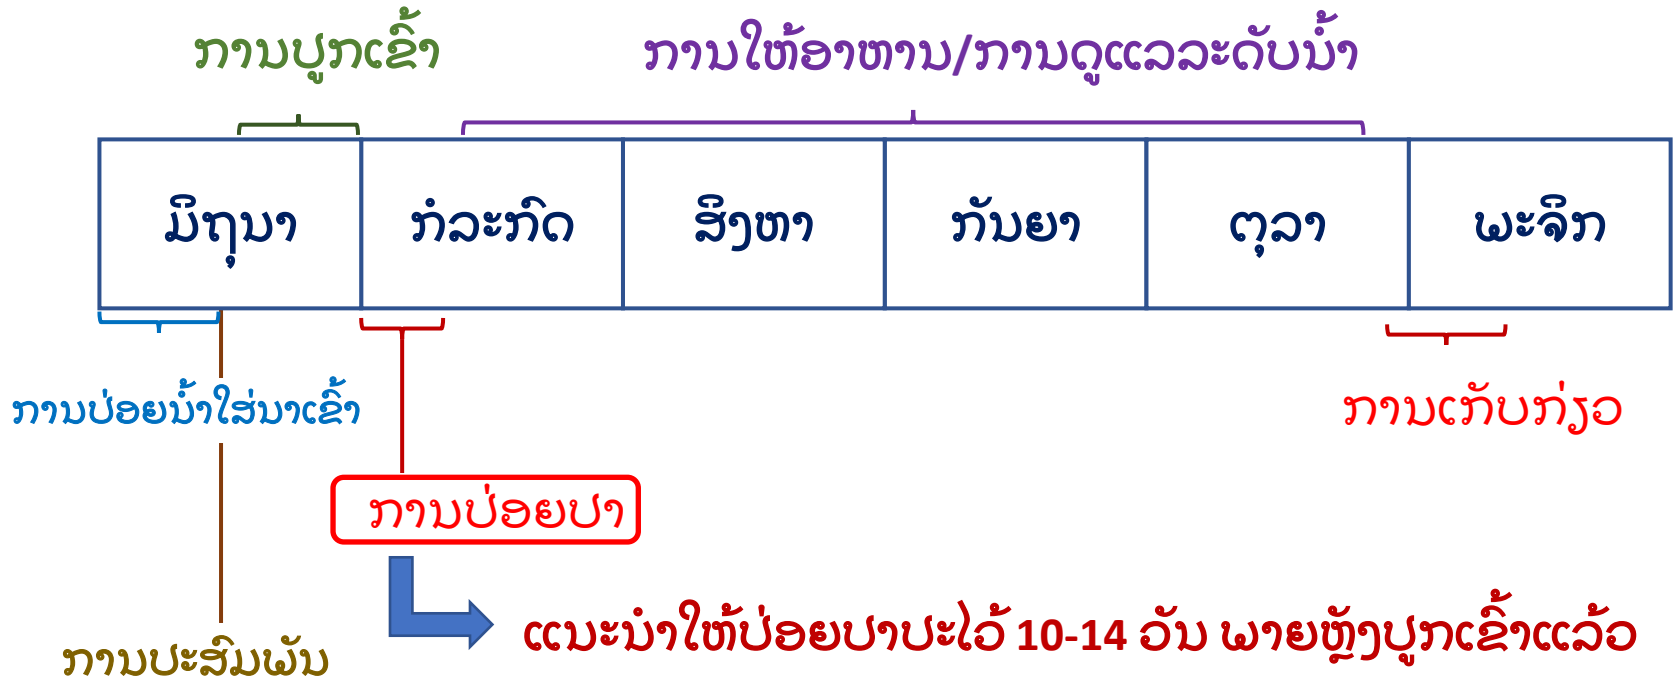 ການປູກເຂົ້າ
ການໃຫ້ອາຫານ/ການດູແລລະດັບນໍ້າ
ມິຖຸນາ
ກໍລະກົດ
ສິງຫາ
ກັນຍາ
ຕຸລາ
ພະຈິກ
ການປ່ອຍນໍ້າໃສ່ນາເຂົ້າ
ການເກັບກ່ຽວ
ການປ່ອຍປາ
ແນະນໍາໃຫ້ປ່ອຍປາປະໄວ້ 10-14 ວັນ ພາຍຫຼັງປູກເຂົ້າແລ້ວ
ການປະສົມພັນ